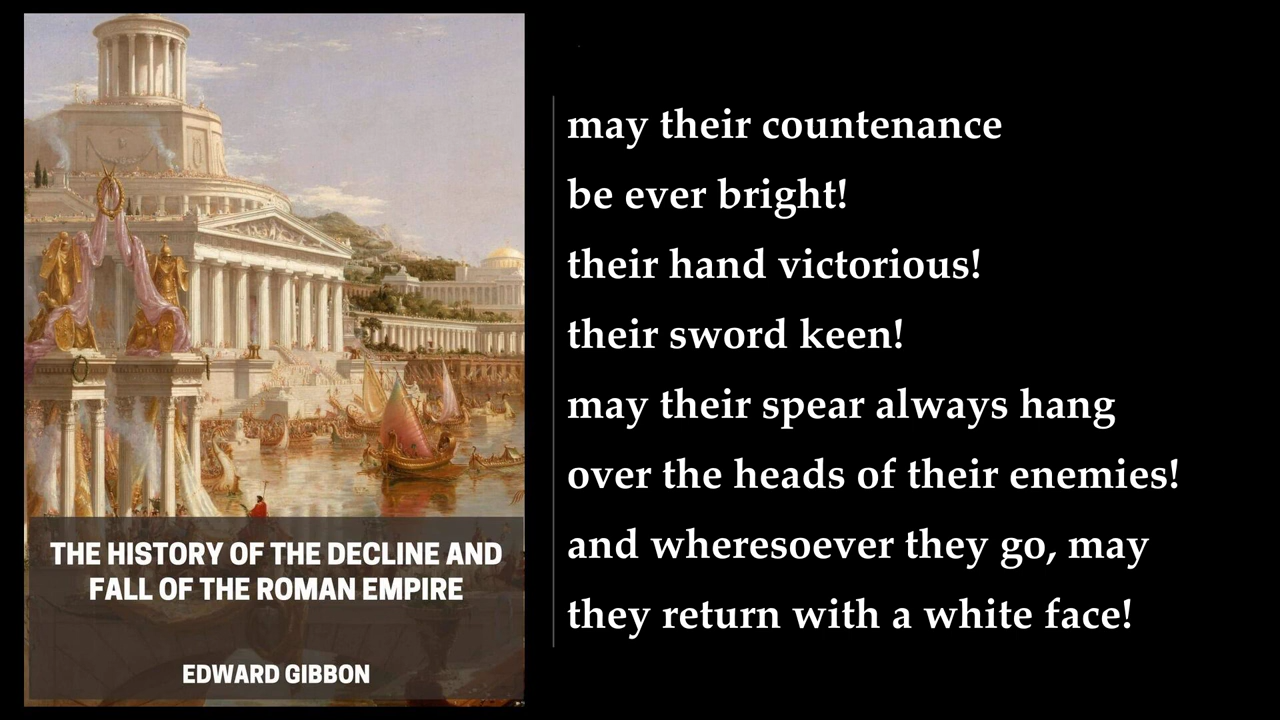 THE HISTORY OF THE DECLINE AND
FALL OF THE ROMAN EMPIRE
EDWARD GIBBON
may their countenance
be ever bright!
their hand victorious!
their sword keen!
may their spear always hang
over the heads of their enemies!
and wheresoever they go, may
they return with a white face!